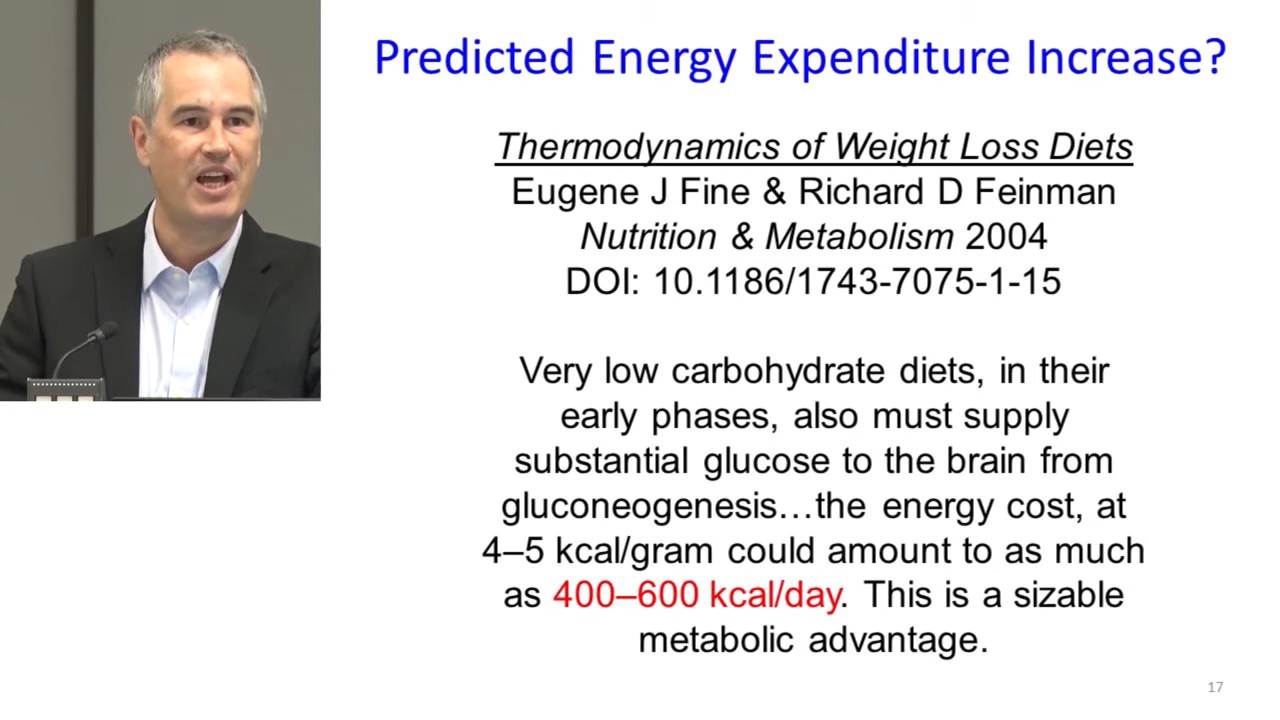 Predicted Energy Expenditure Increase?
Thermodynamics of Weight Loss Diets
Eugene J Fine & Richard D Feinman
Nutrition & Metabolism 2004
DOI: 10.1186/1743-7075-1-15
Very low carbohydrate diets, in their
early phases, also must supply
substantial glucose to the brain from
gluconeogenesis…the energy cost, at
4–5 kcal/gram could amount to as much
as 400–600 kcal/day. This is a sizable
metabolic advantage.
17